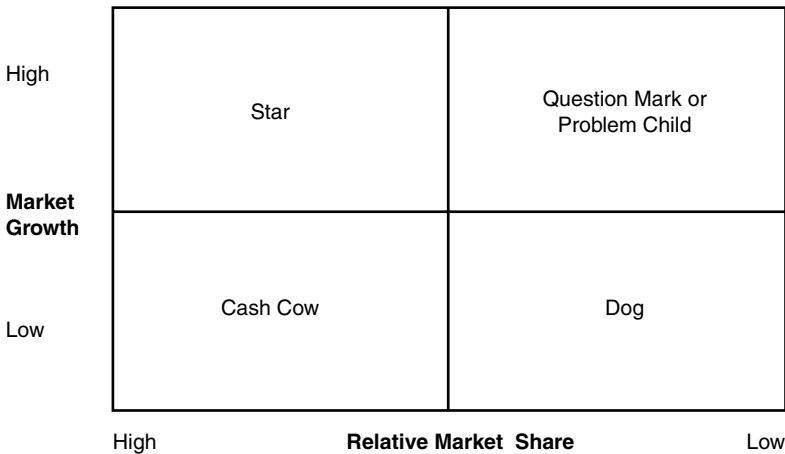 High
Star
Question Mark or
Problem Child
Market
Growth
Cash Cow
Dog
Low
High Relative Market Share Low